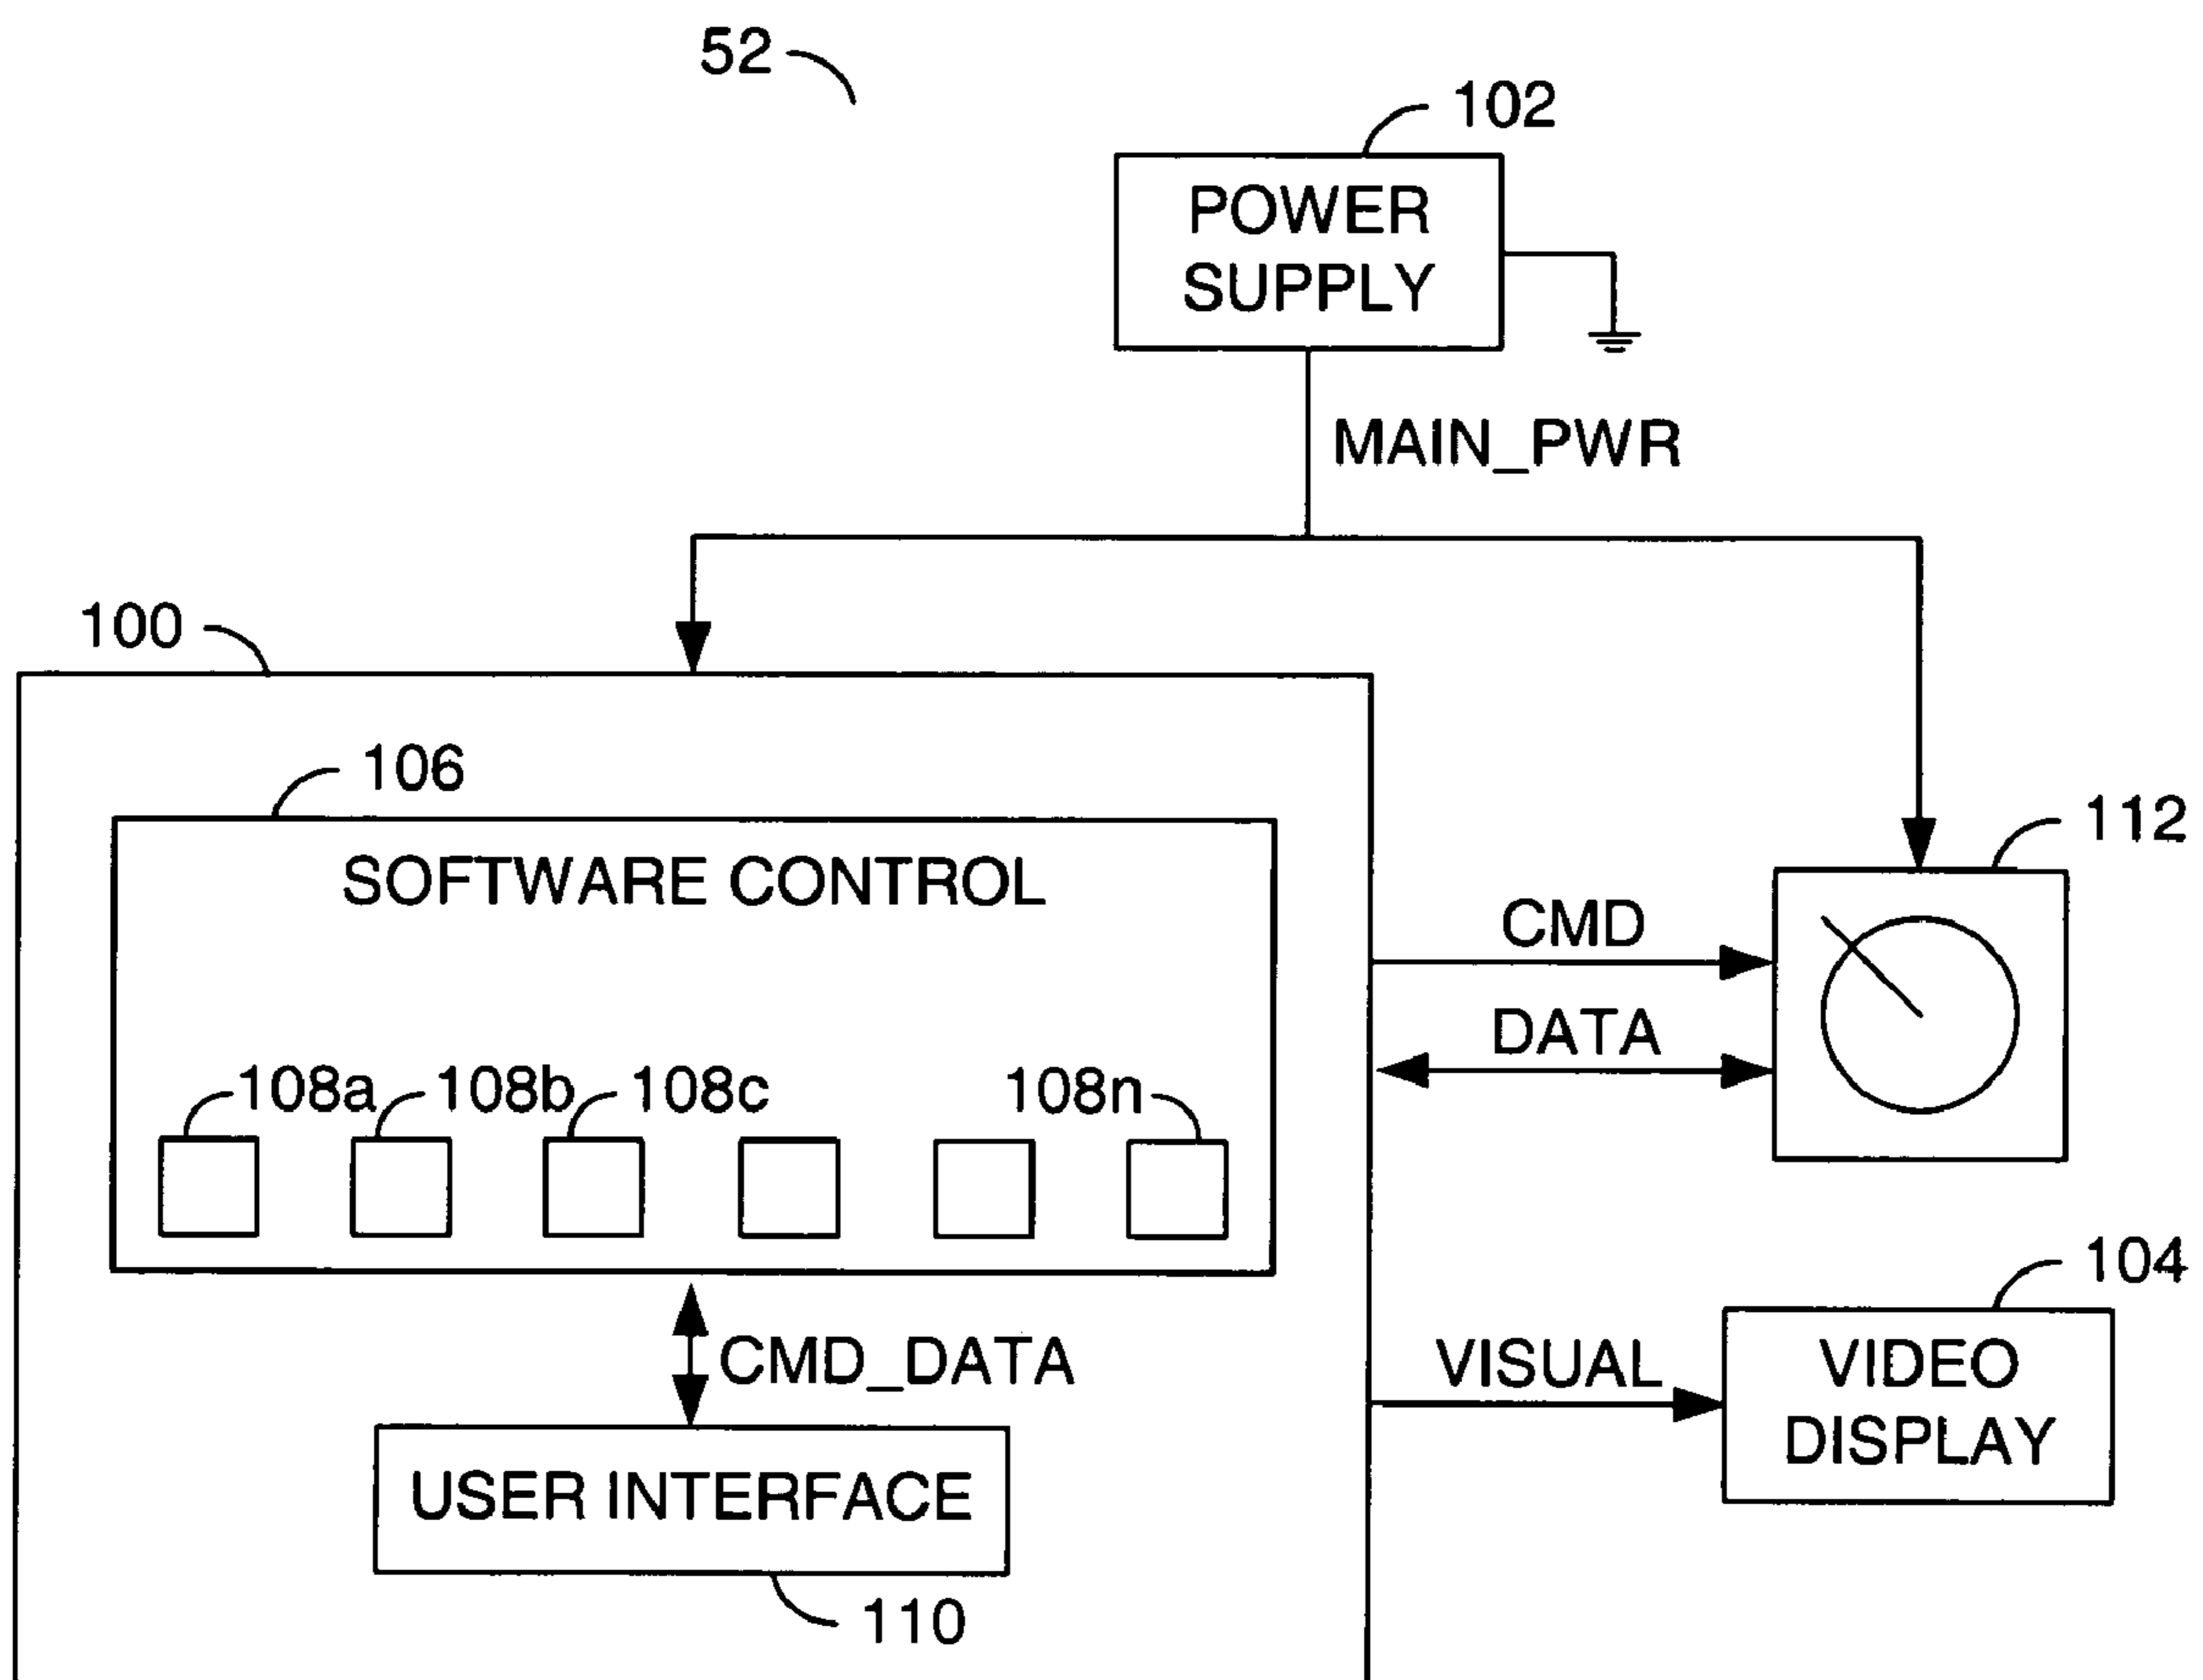 52
102
POWER
SUPPLY
MAIN_PWR
100
106
SOFTWARE CONTROL
112
CMD
DATA
108a 108b 108c 108n
104
CMD_DATA
VISUAL
VIDEO
DISPLAY
USER INTERFACE
110